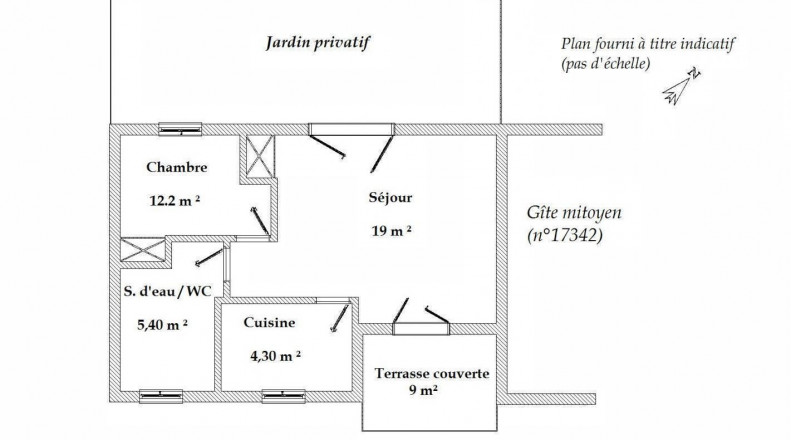 Jardin privatif
Plan fourni à titre indicatif
(pas d'échelle)
N
Chambre
12.2 m ²
Séjour
19 m ²
Gîte mitoyen
(n°17342)
S. d'eau / WC
5,40 m ²
Cuisine
4,30 m ²
Terrasse couverte
9 m²